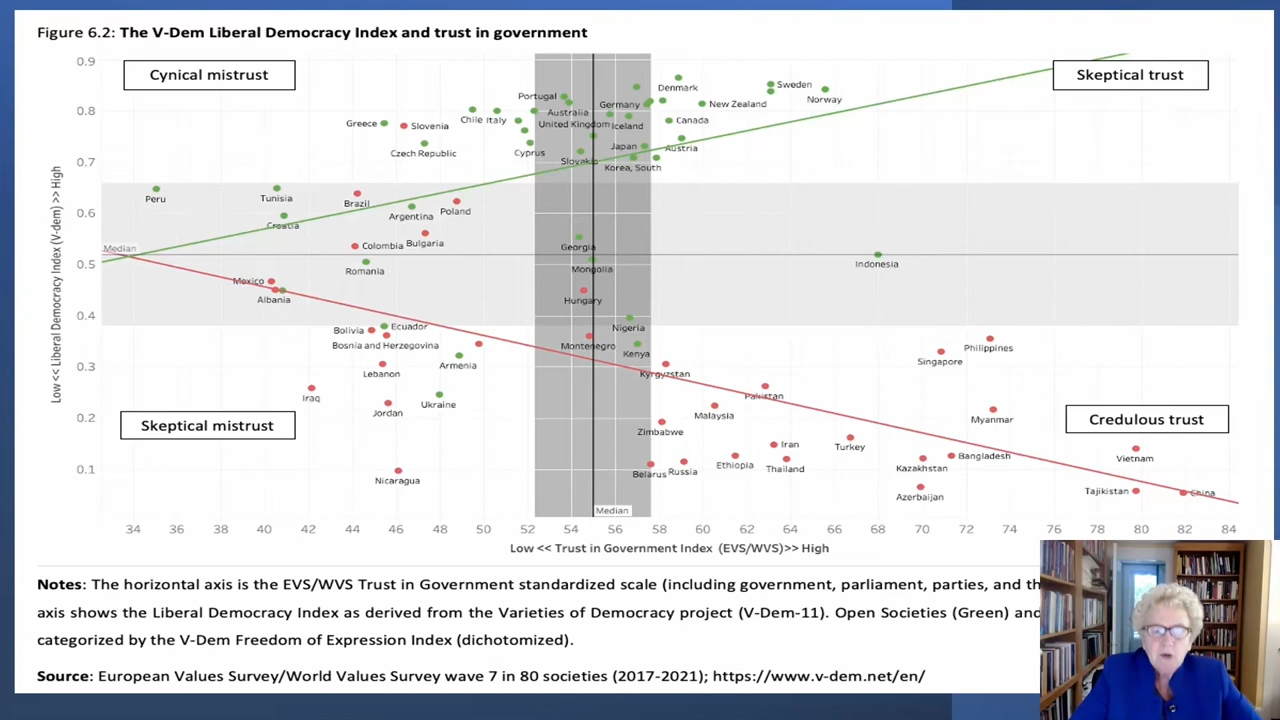 Figure 6.2: The V-Dem Liberal Democracy Index and trust in government
Cynical mistrust
Skeptical trust
Low << Liberal Democracy Index (V-dem) >> High
0.9
0.8
0.7
0.6
0.5
0.4
0.3
0.2
0.1
Denmark
Sweden
Norway
Portugal
Australia
Germany
New Zealand
Chile
Italy
United Kingdom
Iceland
Canada
Greece
Slovenia
Czech Republic
Cyprus
Slovakia
Japan
Austria
Korea, South
Peru
Tunisia
Brazil
Croatia
Argentina
Poland
Median
Colombia
Bulgaria
Georgia
Romania
Mongolia
Indonesia
Mexico
Albania
Hungary
Bolivia
Ecuador
Nigeria
Bosnia and Herzegovina
Montenegro
Kenya
Philippines
Singapore
Lebanon
Armenia
Kyrgyzstan
Iraq
Jordan
Ukraine
Pakistan
Malaysia
Myanmar
Skeptical mistrust
Credulous trust
Zimbabwe
Iran
Turkey
Nicaragua
Belarus
Russia
Ethiopia
Thailand
Kazakhstan
Bangladesh
Vietnam
Azerbaijan
Tajikistan
China
Median
34 36 38 40 42 44 46 48 50 52 54 56 58 60 62 64 66 68 70 72 74 76 78 80 82 84
Low << Trust in Government Index (EVS/WVS)>> High
Notes: The horizontal axis is the EVS/WVS Trust in Government standardized scale (including government, parliament, parties, and
axis shows the Liberal Democracy Index as derived from the Varieties of Democracy project (V-Dem-11). Open Societies (Green) and
categorized by the V-Dem Freedom of Expression Index (dichotomized).
Source: European Values Survey/World Values Survey wave 7 in 80 societies (2017-2021); https://www.v-dem.net/en/